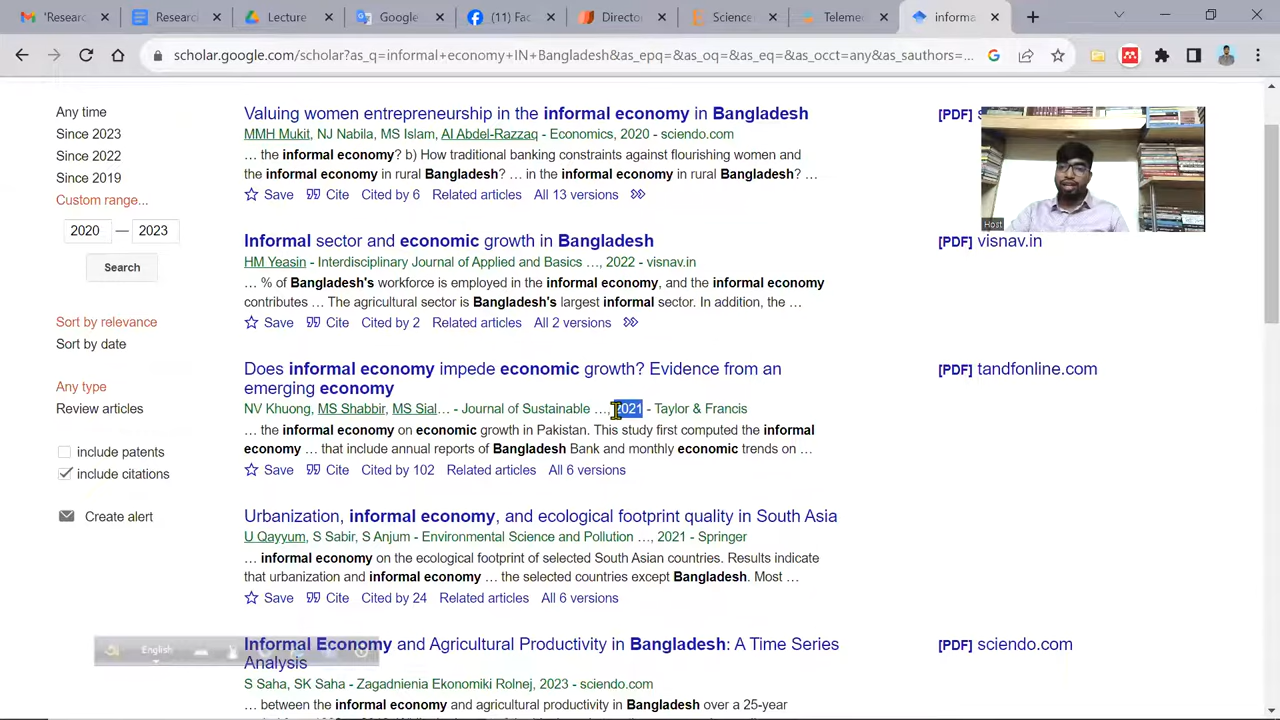 'Resear
Researcl
Lecture
Google
(11) Fac
Director
Science
Teleme
informa
scholar.google.com/scholar?as_q=informal+economy+IN+Bangladesh&as_epq=&as_oq=&as_eq=&as_occt=any&as_sauthors=...
Any time
Since 2023
Since 2022
Since 2019
Custom range...
2020 — 2023
Search
Sort by relevance
Sort by date
Any type
Review articles
include patents
include citations
Create alert
Valuing women entrepreneurship in the informal economy in Bangladesh
MMH Mukit, NJ Nabila, MS Islam, AI Abdel-Razzaq - Economics, 2020 - sciendo.com
… the informal economy? b) How traditional banking constraints against flourishing women and
the informal economy in rural Bangladesh? … in the informal economy in rural Bangladesh? …
Save Cite Cited by 6 Related articles All 13 versions
[PDF]
Host
Informal sector and economic growth in Bangladesh
HM Yeasin - Interdisciplinary Journal of Applied and Basics …, 2022 - visnav.in
… % of Bangladesh's workforce is employed in the informal economy, and the informal economy
contributes … The agricultural sector is Bangladesh's largest informal sector. In addition, the …
Save Cite Cited by 2 Related articles All 2 versions
[PDF] visnav.in
Does informal economy impede economic growth? Evidence from an
emerging economy
NV Khuong, MS Shabbir, MS Sial… - Journal of Sustainable …, 2021 - Taylor & Francis
… the informal economy on economic growth in Pakistan. This study first computed the informal
economy … that include annual reports of Bangladesh Bank and monthly economic trends on …
Save Cite Cited by 102 Related articles All 6 versions
[PDF] tandfonline.com
Urbanization, informal economy, and ecological footprint quality in South Asia
U Qayyum, S Sabir, S Anjum - Environmental Science and Pollution …, 2021 - Springer
… informal economy on the ecological footprint of selected South Asian countries. Results indicate
that urbanization and informal economy … the selected countries except Bangladesh. Most …
Save Cite Cited by 24 Related articles All 6 versions
Informal Economy and Agricultural Productivity in Bangladesh: A Time Series
Analysis
S Saha, SK Saha - Zagadnienia Ekonomiki Rolnej, 2023 - sciendo.com
… between the informal economy and agricultural productivity in Bangladesh over a 25-year
[PDF] sciendo.com
English